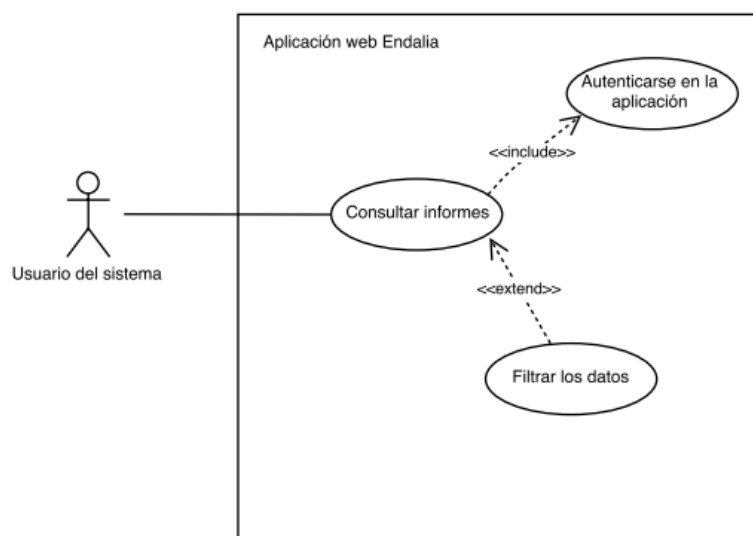 Aplicación web Endalia
Autenticarse en la
aplicación
<<include>>
Consultar informes
Usuario del sistema
<<extend>>
Filtrar los datos